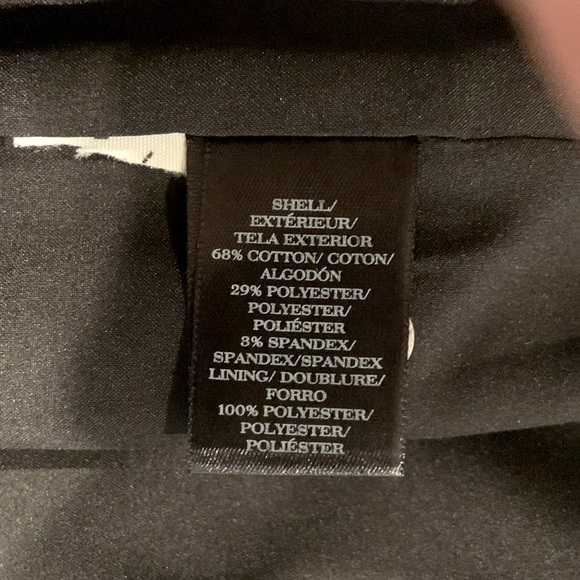 SHELL/
EXTÉRIEUR/
TELA EXTERIOR
68% COTTON/ COTON/
ALGODÓN
29% POLYESTER/
POLYESTER/
POLIÉSTER
3% SPANDEX/
SPANDEX/SPANDEX
LINING/ DOUBLURE/
FORRO
100% POLYESTER/
POLYESTER/
POLIÉSTER